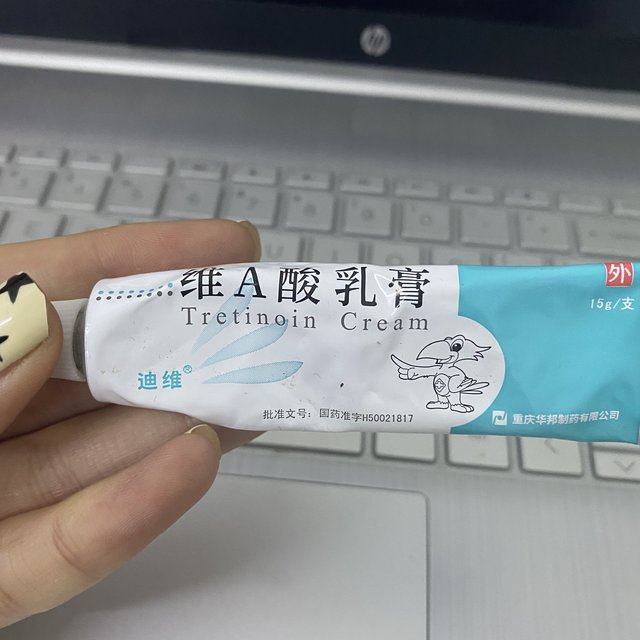 hp
维A酸乳膏
Tretinoin Cream
外
15g/支
迪维®
批准文号：国药准字H50021817
重庆华邦制药有限公司